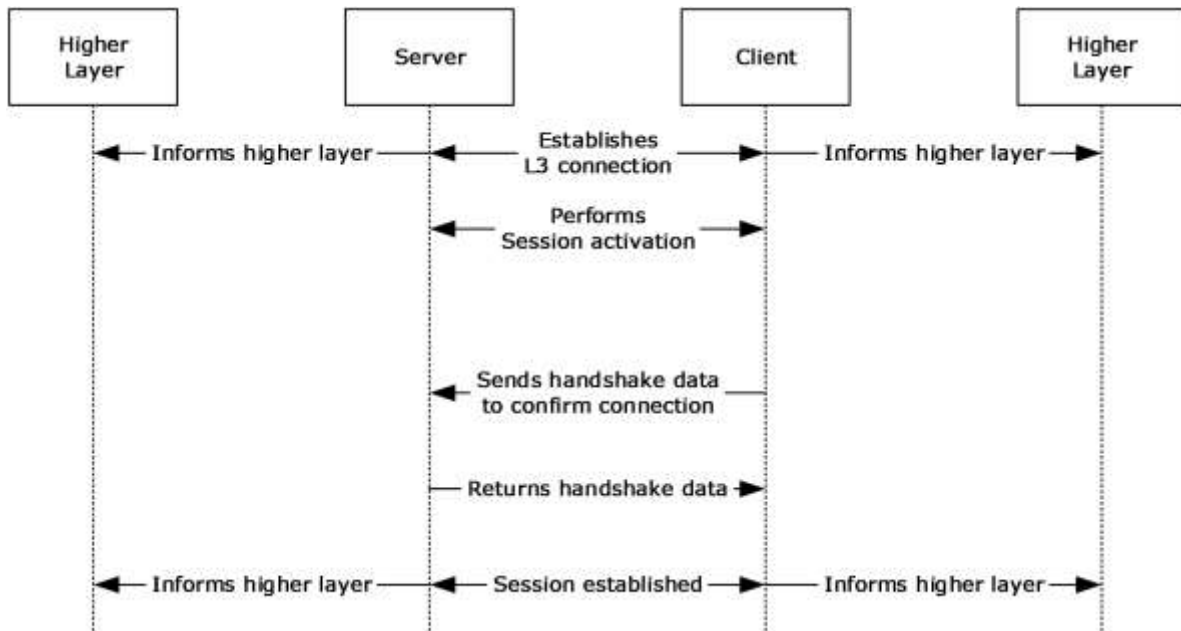 Higher
Layer
Server
Client
Higher
Layer
Informs higher layer
Establishes
L3 connection
Informs higher layer
Performs
Session activation
Sends handshake data
to confirm connection
Returns handshake data
Informs higher layer
Session established
Informs higher layer